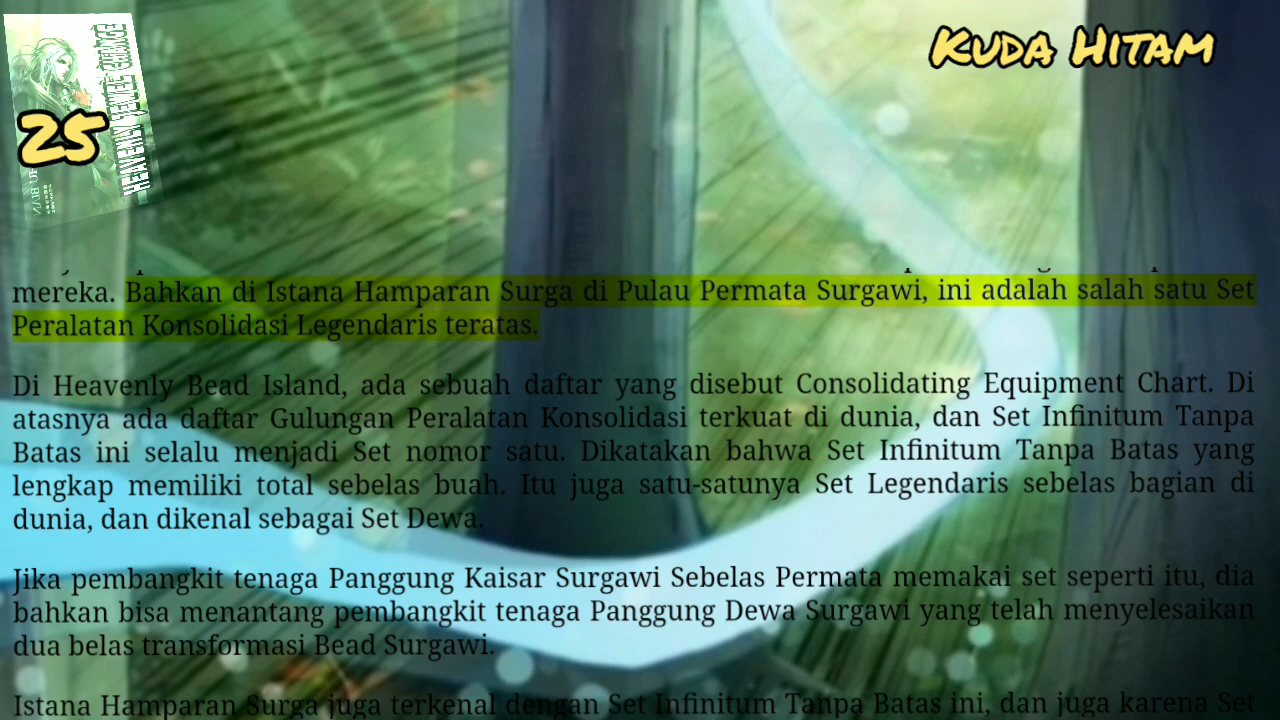 KUDA HITAM
25
HEAVENLY JEWEL CHANGE
mereka. Bahkan di Istana Hamparan Surga di Pulau Permata Surgawi, ini adalah salah satu Set
Peralatan Konsolidasi Legendaris teratas.
Di Heavenly Bead Island, ada sebuah daftar yang disebut Consolidating Equipment Chart. Di
atasnya ada daftar Gulungan Peralatan Konsolidasi terkuat di dunia, dan Set Infinitum Tanpa
Batas ini selalu menjadi Set nomor satu. Dikatakan bahwa Set Infinitum Tanpa Batas yang
lengkap memiliki total sebelas buah. Itu juga satu-satunya Set Legendaris sebelas bagian di
dunia, dan dikenal sebagai Set Dewa.
Jika pembangkit tenaga Panggung Kaisar Surgawi Sebelas Permata memakai set seperti itu, dia
bahkan bisa menantang pembangkit tenaga Panggung Dewa Surgawi yang telah menyelesaikan
dua belas transformasi Bead Surgawi.
Istana Hamparan Surga juga terkenal dengan Set Infinitum Tanpa Batas ini, dan juga karena Set